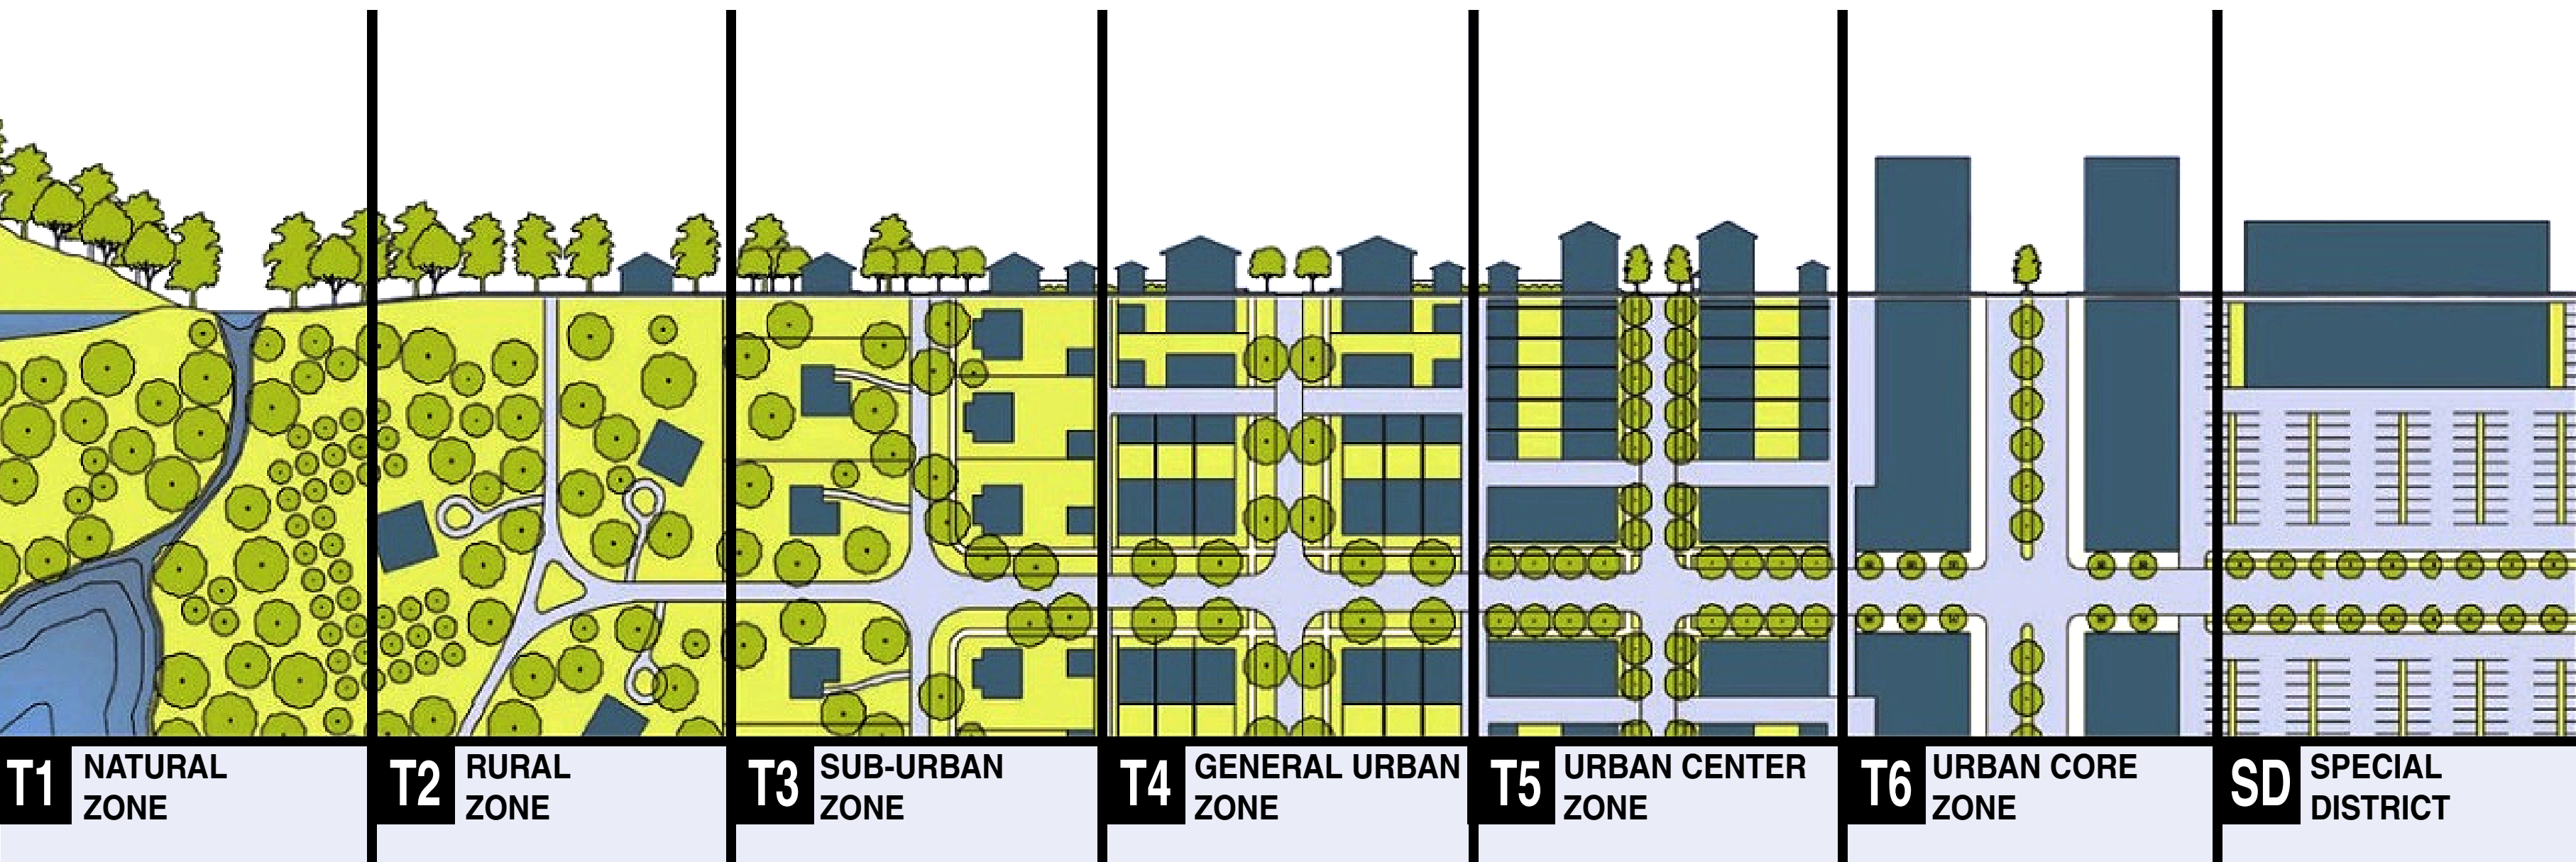 T1 NATURAL
ZONE
T2 RURAL
ZONE
T3 SUB-URBAN
ZONE
T4 GENERAL URBAN
ZONE
T5 URBAN CENTER
ZONE
T6 URBAN CORE
ZONE
SD SPECIAL
DISTRICT